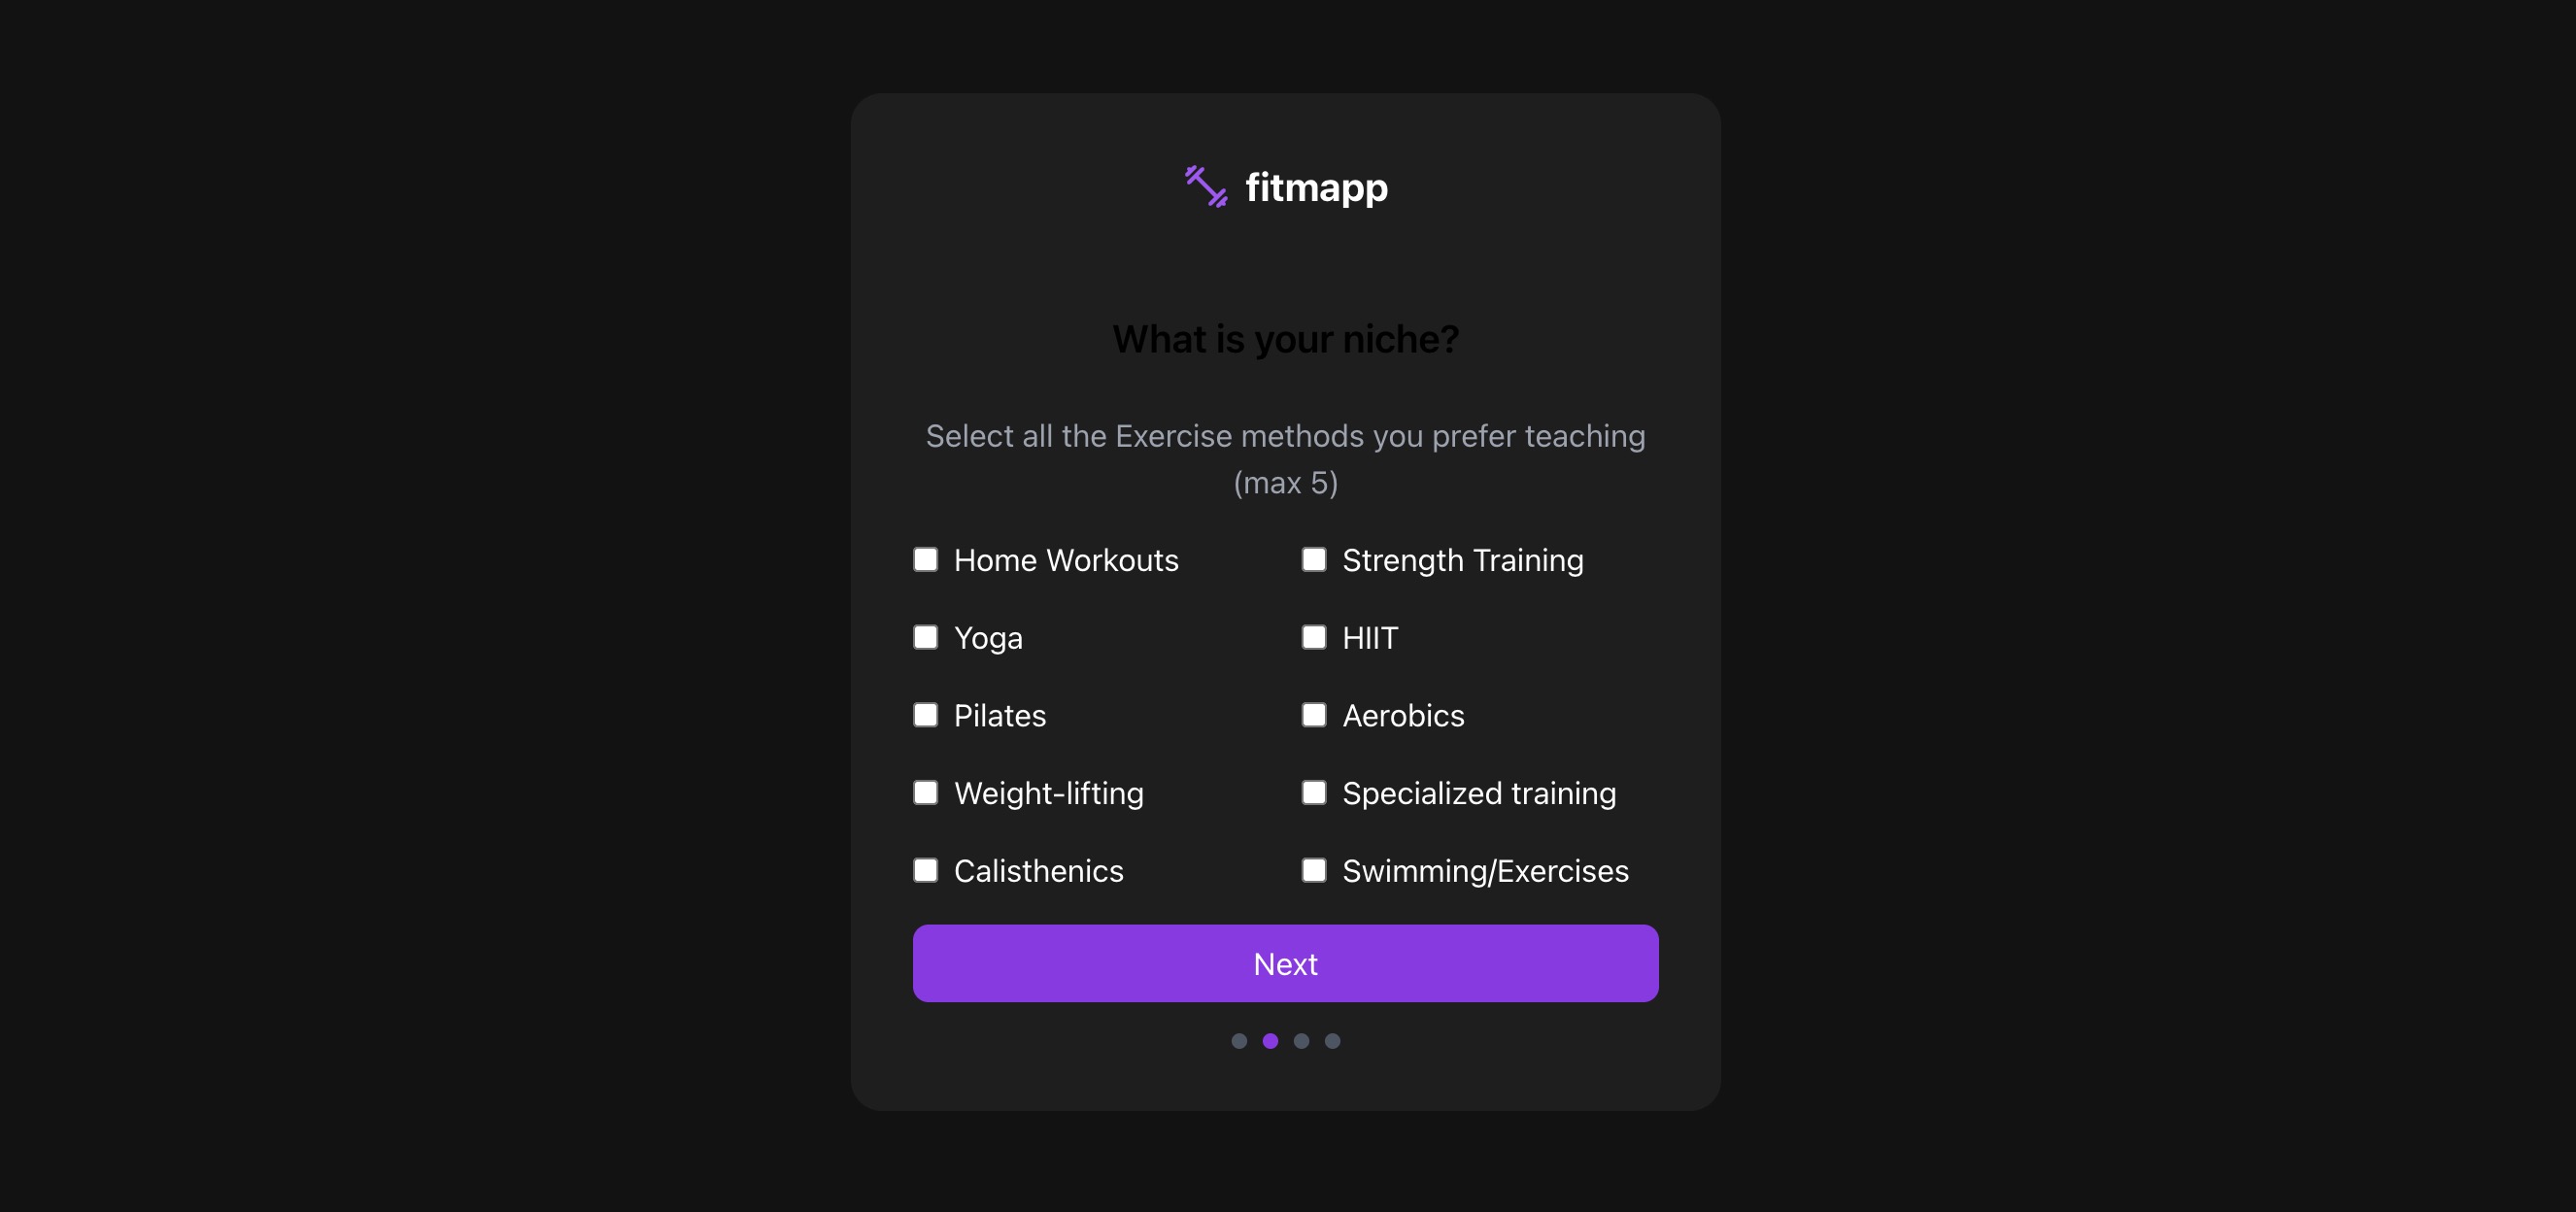 fitmapp
What is your niche?
Select all the Exercise methods you prefer teaching
(max 5)
Home Workouts
Strength Training
Yoga
HIIT
Pilates
Aerobics
Weight-lifting
Specialized training
Calisthenics
Swimming/Exercises
Next